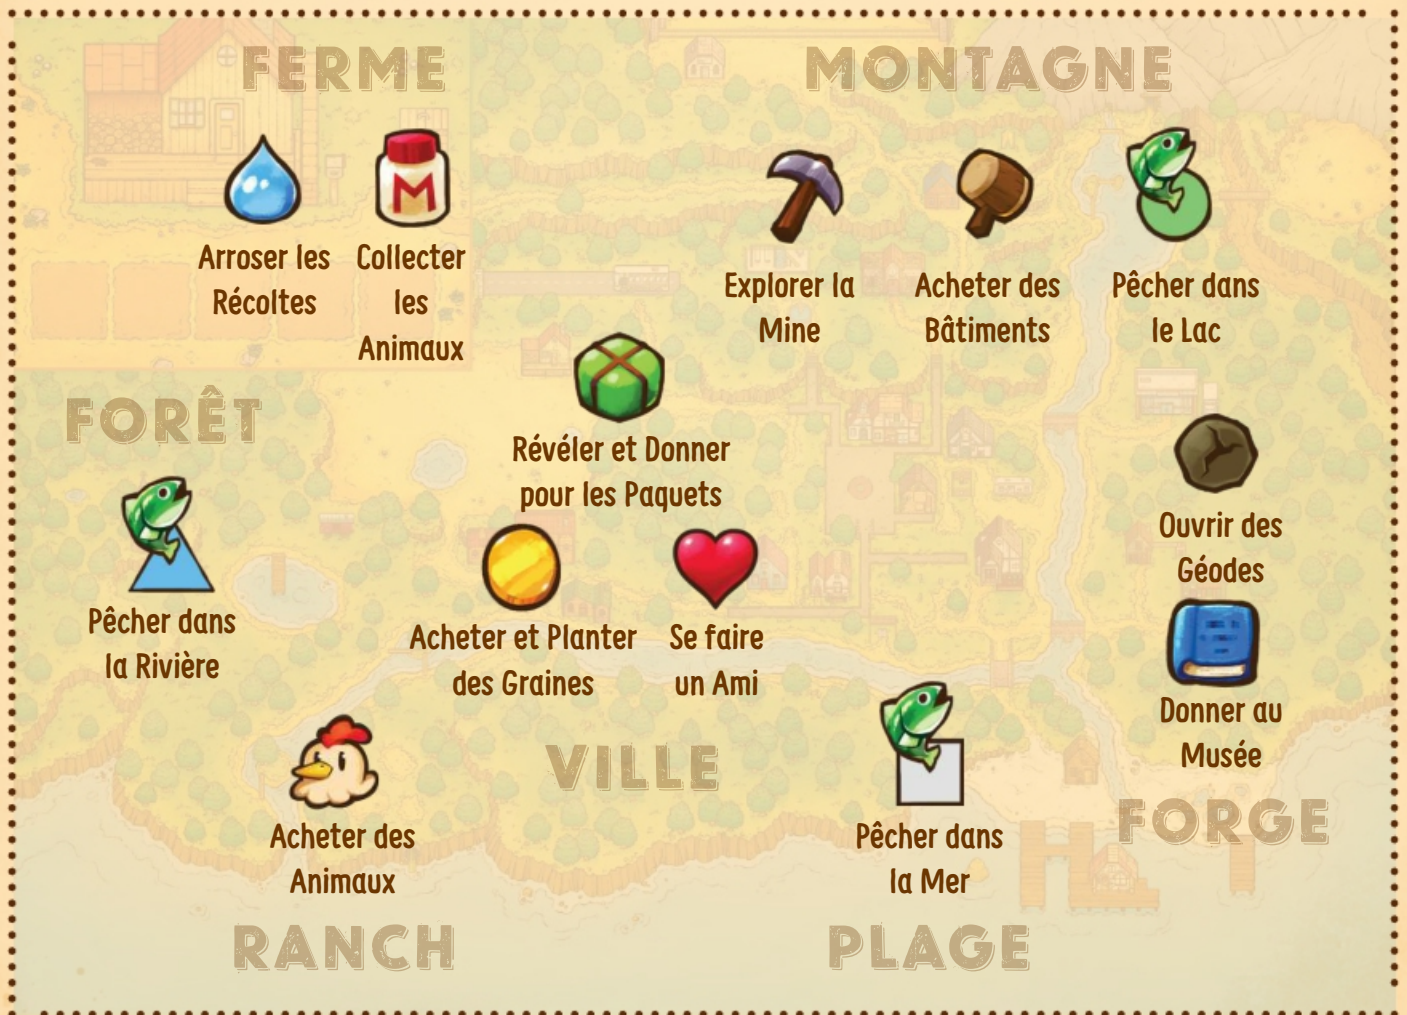 FERME
Arroser les
Récoltes
Collecter
les
Animaux
MONTAGNE
Explorer la
Mine
Acheter des
Bâtiments
Pêcher dans
le Lac
FORÊT
Pêcher dans
la Rivière
Révéler et Donner
pour les Paquets
Acheter et Planter
des Graines
Se faire
un Ami
VILLE
Ouvrir des
Géodes
Donner au
Musée
FORGE
Acheter des
Animaux
RANCH
Pêcher dans
la Mer
PLAGE
M